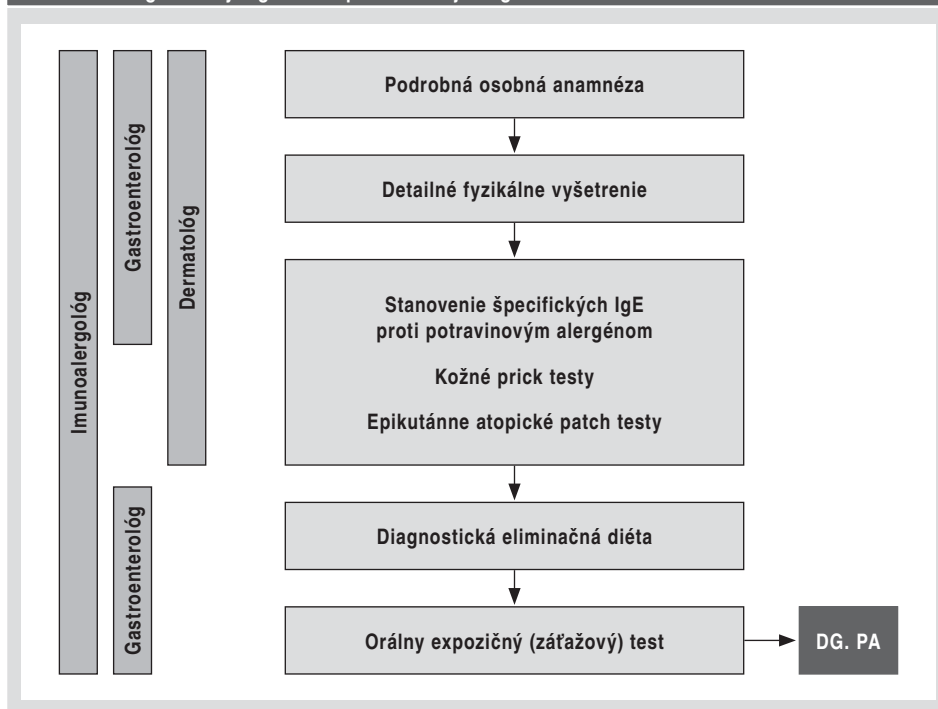 Imunoalergológ
Gastroenterológ
Dermatológ
Gastroenterológ
Podrobná osobná anamnéza
Detailné fyzikálne vyšetrenie
Stanovenie špecifických IgE
proti potravinovým alergénom
Kožné prick testy
Epikutánne atopické patch testy
Diagnostická eliminačná diéta
Orálny expozičný (záťažový) test
DG. PA